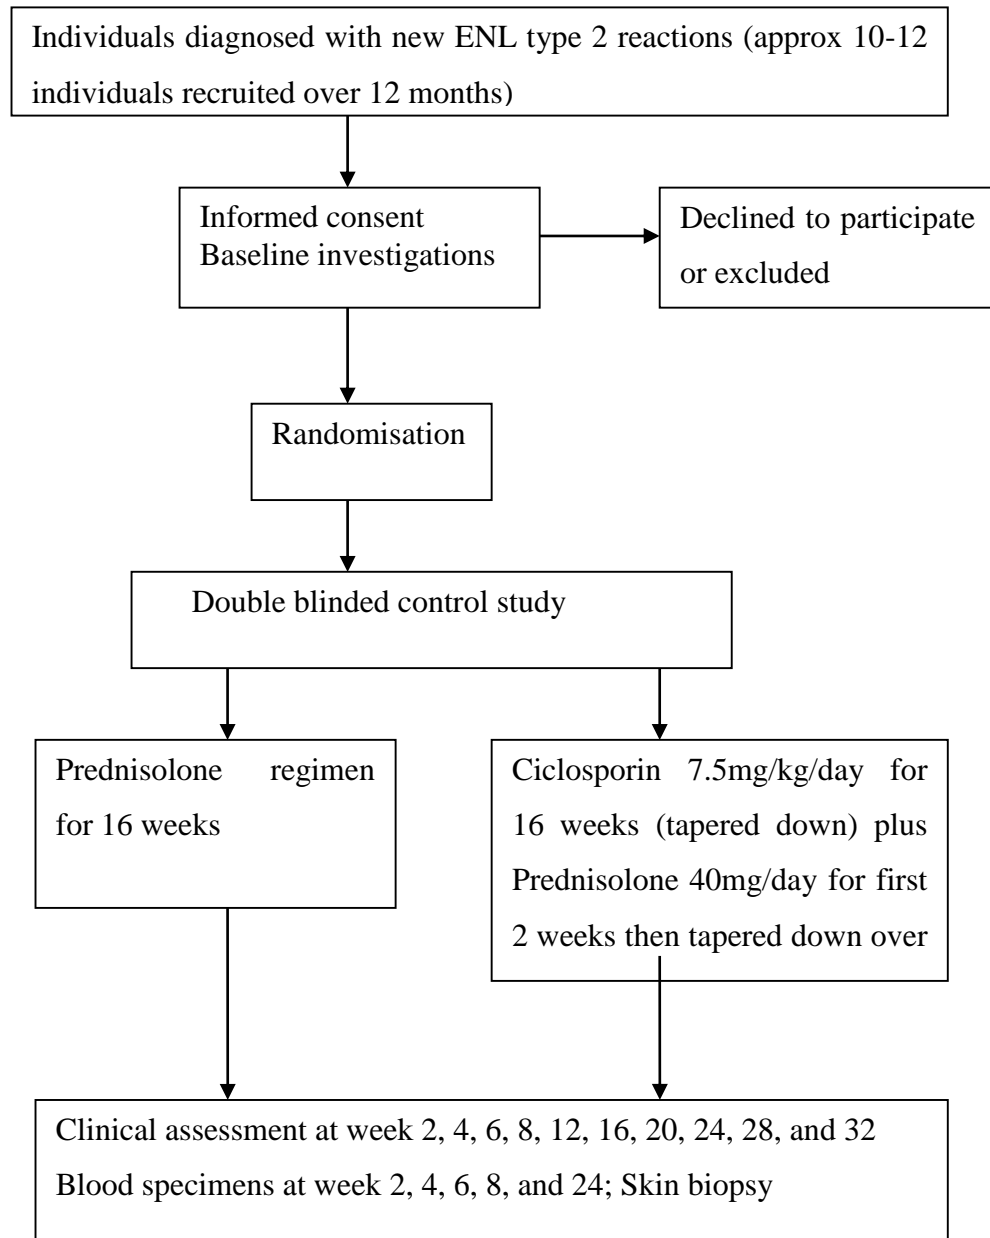 Individuals diagnosed with new ENL type 2 reactions (approx 10-12
individuals recruited over 12 months)
Informed consent
Baseline investigations
Declined to participate
or excluded
Randomisation
Double blinded control study
Prednisolone regimen
for 16 weeks
Ciclosporin 7.5mg/kg/day for
16 weeks (tapered down) plus
Prednisolone 40mg/day for first
2 weeks then tapered down over
Clinical assessment at week 2, 4, 6, 8, 12, 16, 20, 24, 28, and 32
Blood specimens at week 2, 4, 6, 8, and 24; Skin biopsy